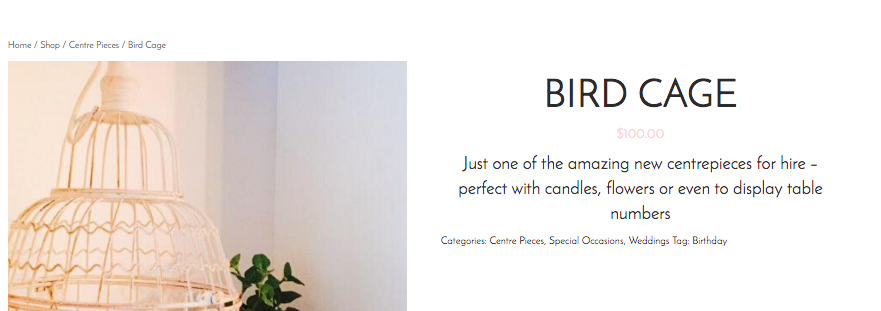 Home / Shop / Centre Pieces / Bird Cage
BIRD CAGE
$100.00
Just one of the amazing new centrepieces for hire –
perfect with candles, flowers or even to display table
numbers
Categories: Centre Pieces, Special Occasions, Weddings Tag: Birthday